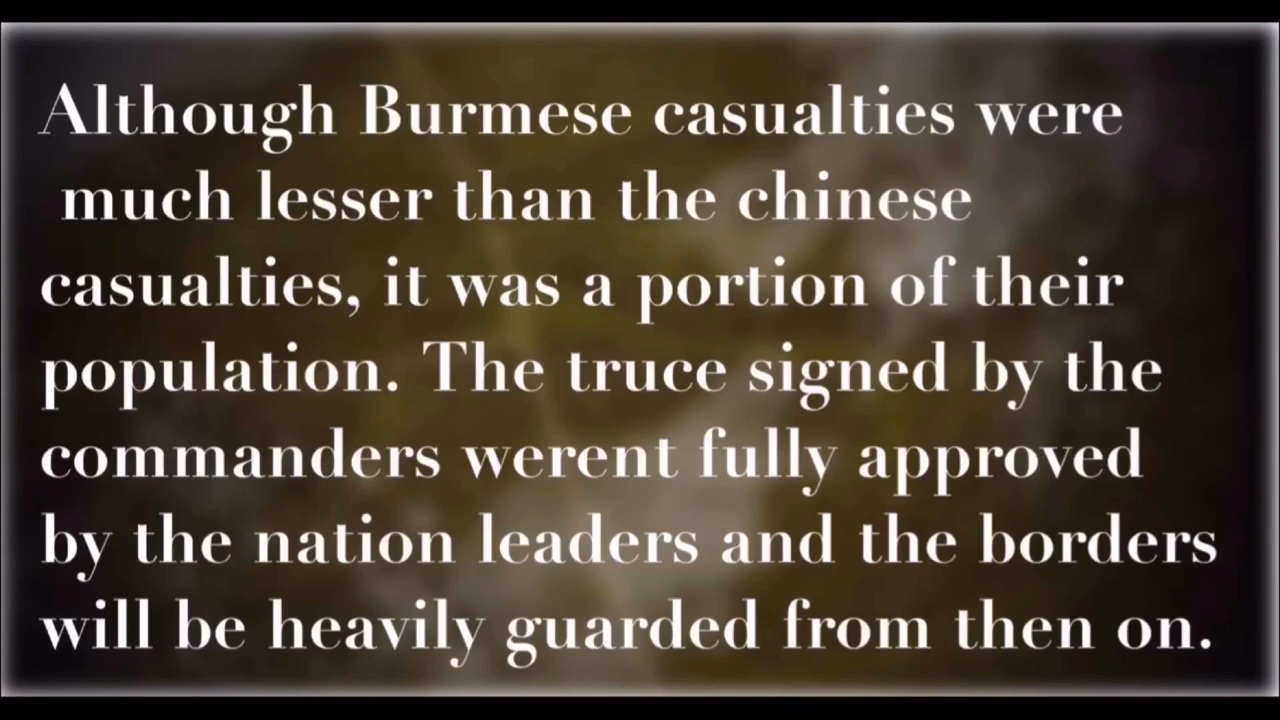 Although Burmese casualties were
much lesser than the chinese
casualties, it was a portion of their
population. The truce signed by the
commanders werent fully approved
by the nation leaders and the borders
will be heavily guarded from then on.